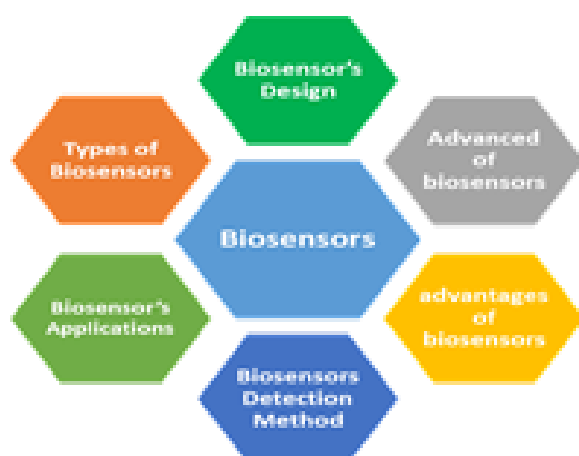 Biosensor's
Design
Types of
Biosensors
Advanced
of
biosensors
Biosensors
Biosensor's
Applications
advantages
of
biosensors
Biosensors
Detection
Method